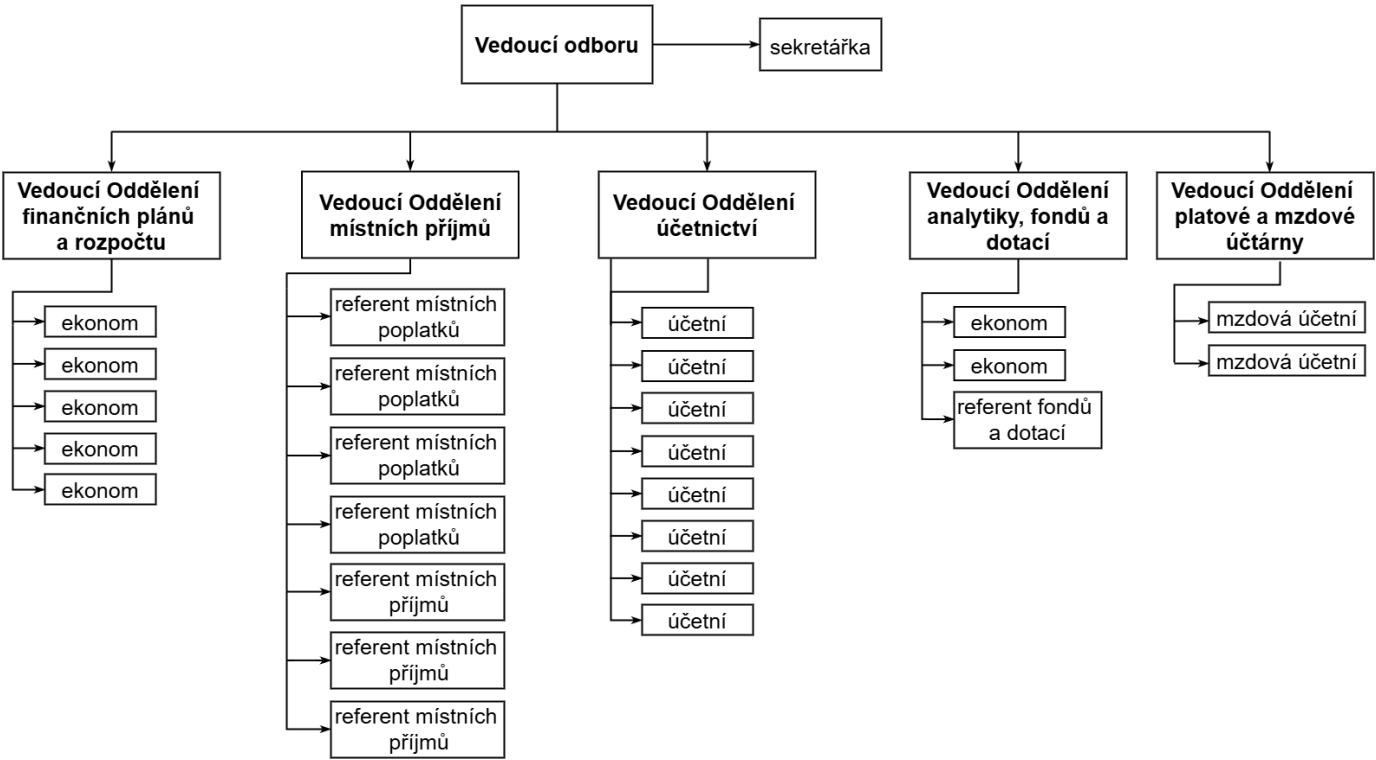 Vedoucí odboru
sekretářka
Vedoucí Oddělení
finančních plánů
a rozpočtu
ekonom
ekonom
ekonom
ekonom
ekonom
Vedoucí Oddělení
místních příjmů
referent místních
poplatků
referent místních
poplatků
referent místních
poplatků
referent místních
poplatků
referent místních
příjmů
referent místních
příjmů
referent místních
příjmů
Vedoucí Oddělení
účetnictví
účetní
účetní
účetní
účetní
účetní
účetní
účetní
účetní
Vedoucí Oddělení
analytiky, fondů a
dotací
ekonom
ekonom
referent fondů
a dotací
Vedoucí Oddělení
platové a mzdové
účtárny
mzdová účetní
mzdová účetní